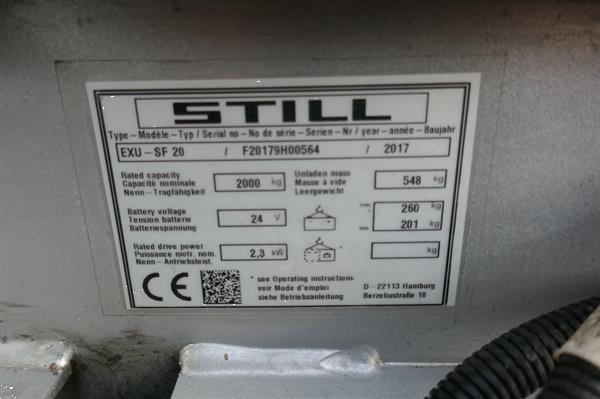 STILL
Type – Modèle – Typ / Serial no – No de série – Serien – Nr / year – année – Baujahr
EXU – SF 20 / F20179H00564 / 2017
Rated capacity
Capacité nominale
Nenn – Tragfähigkeit
2000 kg
Unladen mass
Masse à vide
Leergewicht
548 kg
Battery voltage
Tension batterie
Batteriespannung
24 V
max 260 kg
min 201 kg
Rated drive power
Puissance motr. nom.
Nenn – Antriebsleist.
2,3 kW
kg
CE
* see Operating instructions
voir Mode d'emploi
siehe Betriebsanleitung
D – 22113 Hamburg
Berzeliustraße 10